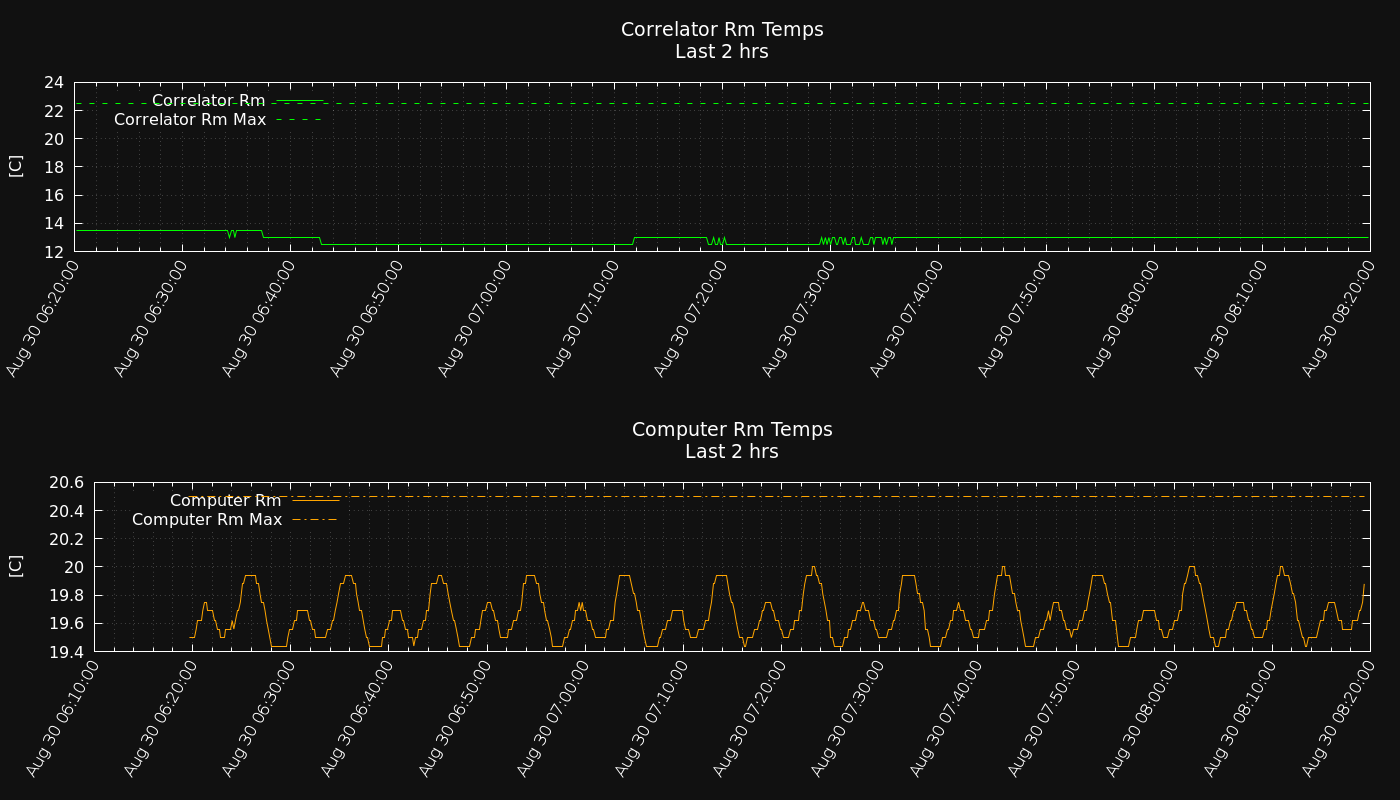 Correlator Rm Temps
Last 2 hrs
24
22
20
18
16
14
12
[C]
Correlator Rm
Correlator Rm Max
Aug 30 06:20:00
Aug 30 06:30:00
Aug 30 06:40:00
Aug 30 06:50:00
Aug 30 07:00:00
Aug 30 07:10:00
Aug 30 07:20:00
Aug 30 07:30:00
Aug 30 07:40:00
Aug 30 07:50:00
Aug 30 08:00:00
Aug 30 08:10:00
Aug 30 08:20:00
Computer Rm Temps
Last 2 hrs
20.6
20.4
20.2
20
19.8
19.6
19.4
[C]
Computer Rm
Computer Rm Max
Aug 30 06:10:00
Aug 30 06:20:00
Aug 30 06:30:00
Aug 30 06:40:00
Aug 30 06:50:00
Aug 30 07:00:00
Aug 30 07:10:00
Aug 30 07:20:00
Aug 30 07:30:00
Aug 30 07:40:00
Aug 30 07:50:00
Aug 30 08:00:00
Aug 30 08:10:00
Aug 30 08:20:00